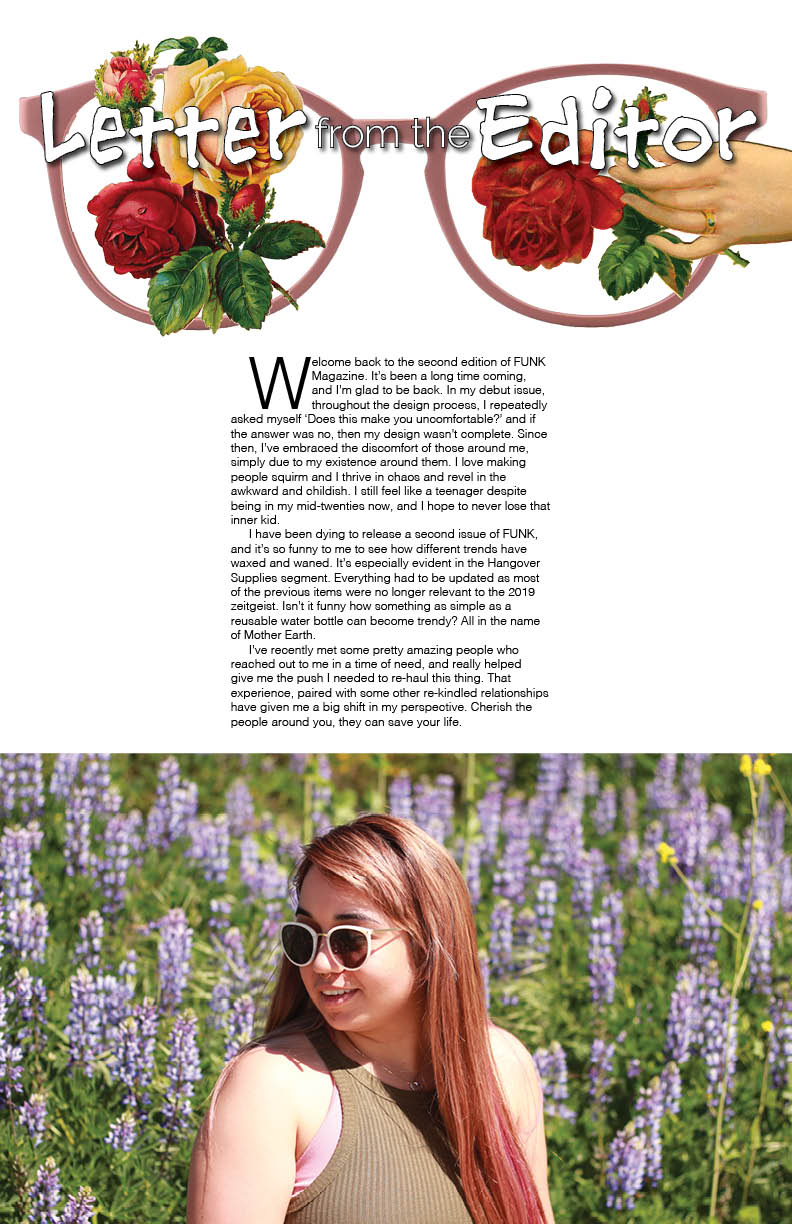 Letter from the Editor
Welcome back to the second edition of FUNK
Magazine. It's been a long time coming,
and I'm glad to be back. In my debut issue,
throughout the design process, I repeatedly
asked myself ‘Does this make you uncomfortable?’ and if
the answer was no, then my design wasn't complete. Since
then, I've embraced the discomfort of those around me,
simply due to my existence around them. I love making
people squirm and I thrive in chaos and revel in the
awkward and childish. I still feel like a teenager despite
being in my mid-twenties now, and I hope to never lose that
inner kid.
I have been dying to release a second issue of FUNK,
and it's so funny to me to see how different trends have
waxed and waned. It's especially evident in the Hangover
Supplies segment. Everything had to be updated as most
of the previous items were no longer relevant to the 2019
zeitgeist. Isn't it funny how something as simple as a
reusable water bottle can become trendy? All in the name
of Mother Earth.
I've recently met some pretty amazing people who
reached out to me in a time of need, and really helped
give me the push I needed to re-haul this thing. That
experience, paired with some other re-kindled relationships
have given me a big shift in my perspective. Cherish the
people around you, they can save your life.